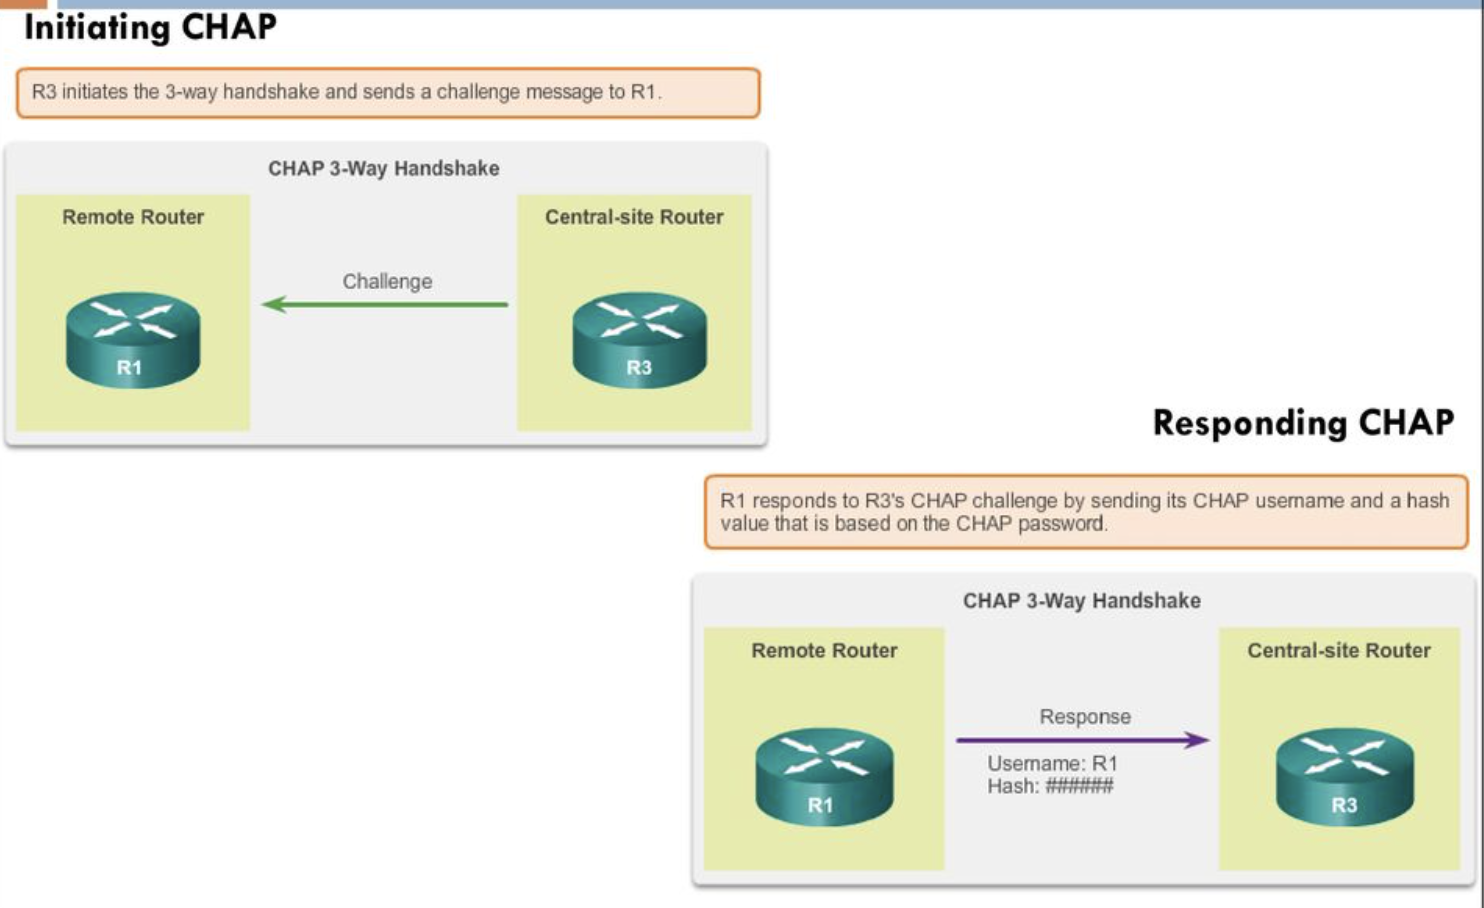 Initiating CHAP
R3 initiates the 3-way handshake and sends a challenge message to R1.
CHAP 3-Way Handshake
Remote Router
Central-site Router
Challenge
R1
R3
Responding CHAP
R1 responds to R3's CHAP challenge by sending its CHAP username and a hash
value that is based on the CHAP password.
CHAP 3-Way Handshake
Remote Router
Central-site Router
Response
Username: R1
Hash: ######
R1
R3